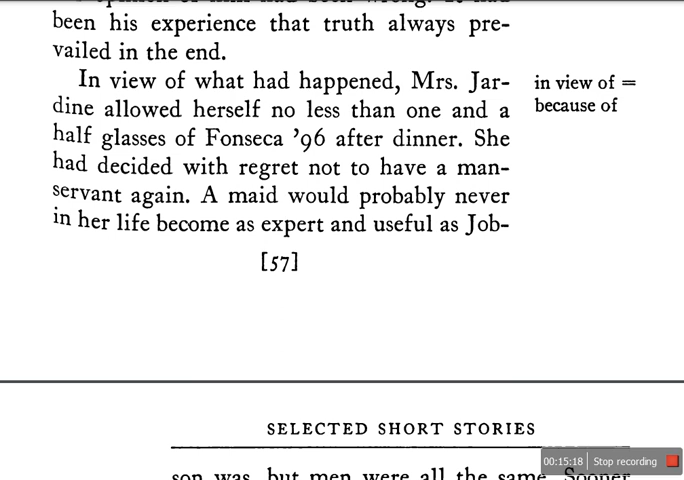 been his experience that truth always pre-
vailed in the end.
In view of what had happened, Mrs. Jar-
dine allowed herself no less than one and a
half glasses of Fonseca '96 after dinner. She
had decided with regret not to have a man-
servant again. A maid would probably never
in her life become as expert and useful as Job-
in view of =
because of
[57]
SELECTED SHORT STORIES
son was, but men were all the same. Sooner
00:15:18 Stop recording